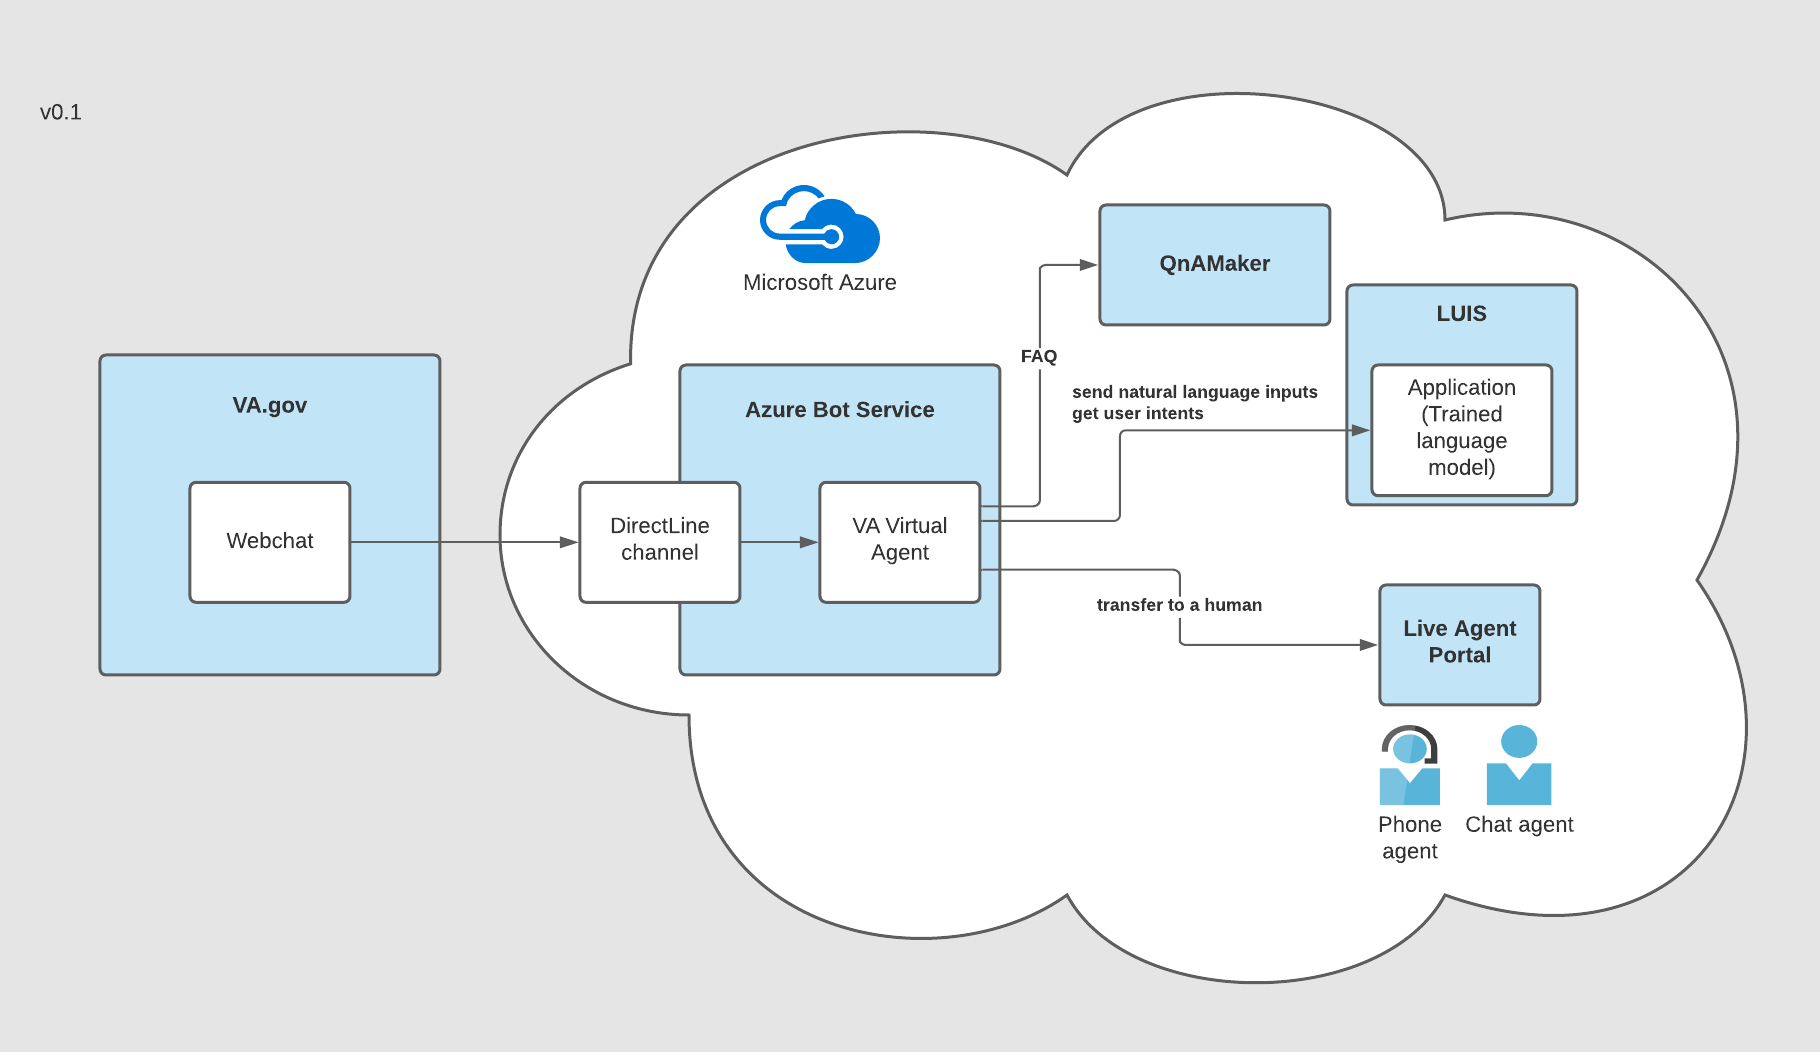 v0.1
Microsoft Azure
QnAMaker
LUIS
Application
(Trained
language
model)
FAQ
send natural language inputs
get user intents
VA.gov
Webchat
Azure Bot Service
DirectLine
channel
VA Virtual
Agent
transfer to a human
Live Agent
Portal
Phone
agent
Chat agent